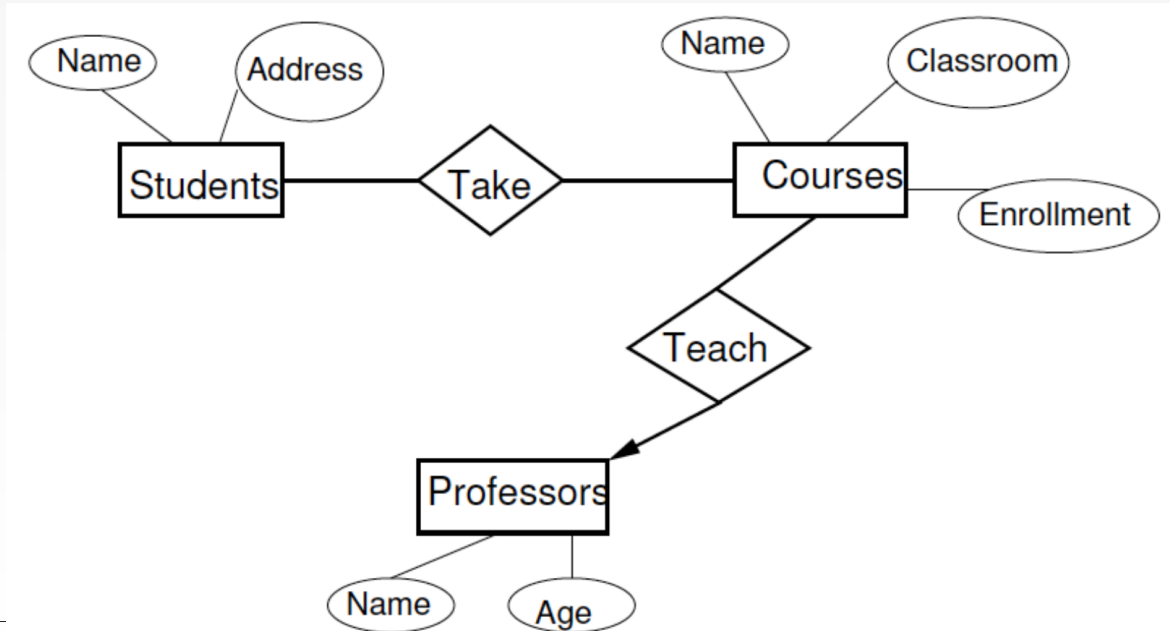 Name
Address
Name
Classroom
Students
Take
Courses
Enrollment
Teach
Professors
Name
Age